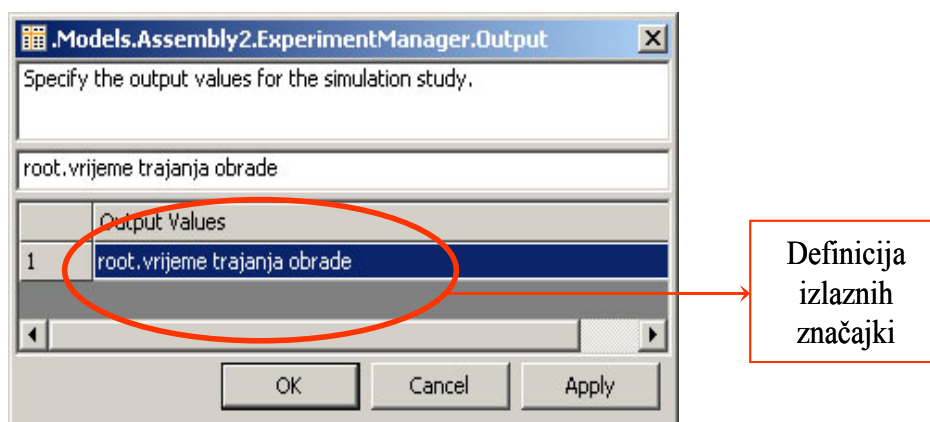 .Models.Assembly2.ExperimentManager.Output
Specify the output values for the simulation study.
root.vrijeme trajanja obrade
Output Values
1 root.vrijeme trajanja obrade
OK Cancel Apply
Definicija
izlaznih
značajki